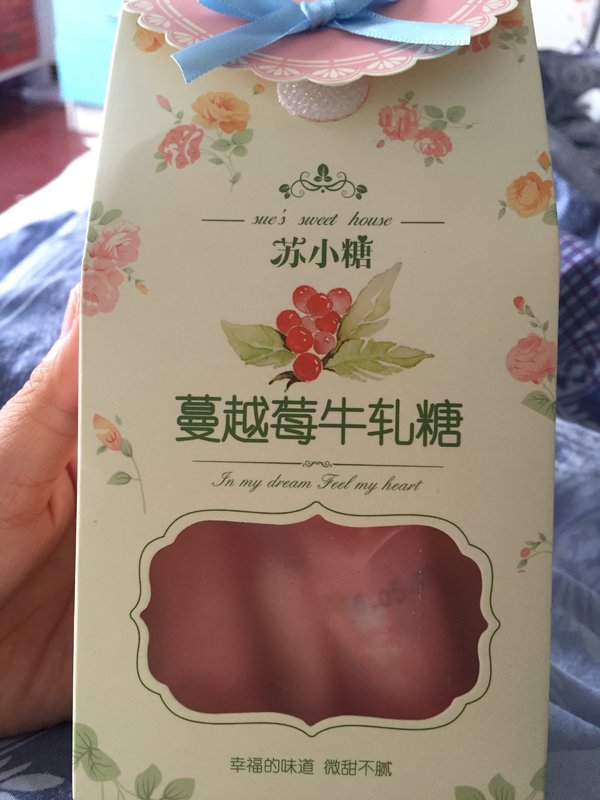 sue's sweet house
苏小糖
蔓越莓牛轧糖
In my dream Feel my heart
幸福的味道 微甜不腻